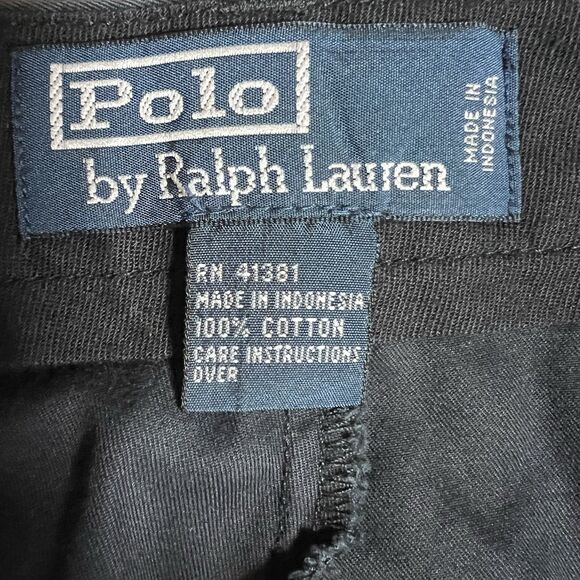 Polo
by Ralph Lauren
MADE IN
INDONESIA
RN 41381
MADE IN INDONESIA
100% COTTON
CARE INSTRUCTIONS
OVER